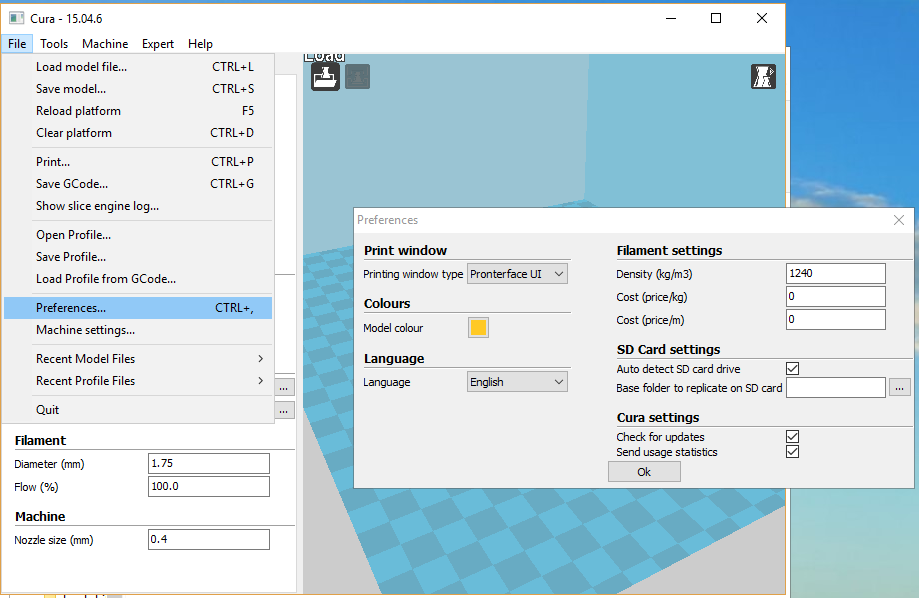 Cura - 15.04.6
File Tools Machine Expert Help
Load model file... CTRL+L
Save model... CTRL+S
Reload platform F5
Clear platform CTRL+D
Print... CTRL+P
Save GCode... CTRL+G
Show slice engine log...
Open Profile...
Save Profile...
Load Profile from GCode...
Preferences... CTRL+,
Machine settings...
Recent Model Files
Recent Profile Files
Quit
...
...
Filament
Diameter (mm) 1.75
Flow (%) 100.0
Machine
Nozzle size (mm) 0.4
Load
Preferences
Print window
Printing window type Pronterface UI
Colours
Model colour
Language
Language English
Filament settings
Density (kg/m3) 1240
Cost (price/kg) 0
Cost (price/m) 0
SD Card settings
Auto detect SD card drive
Base folder to replicate on SD card ...
Cura settings
Check for updates
Send usage statistics
Ok